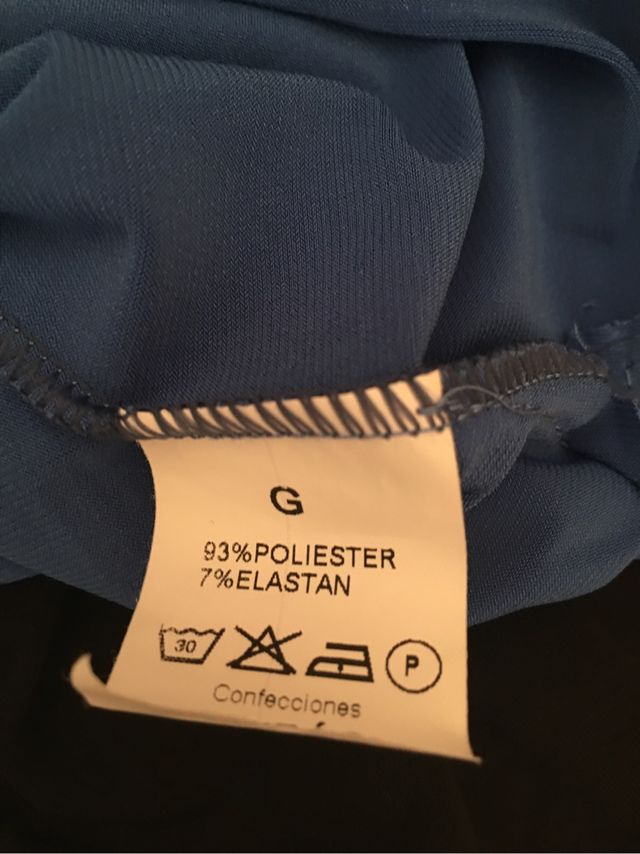 G
93%POLIESTER
7%ELASTAN
30 P
Confecciones